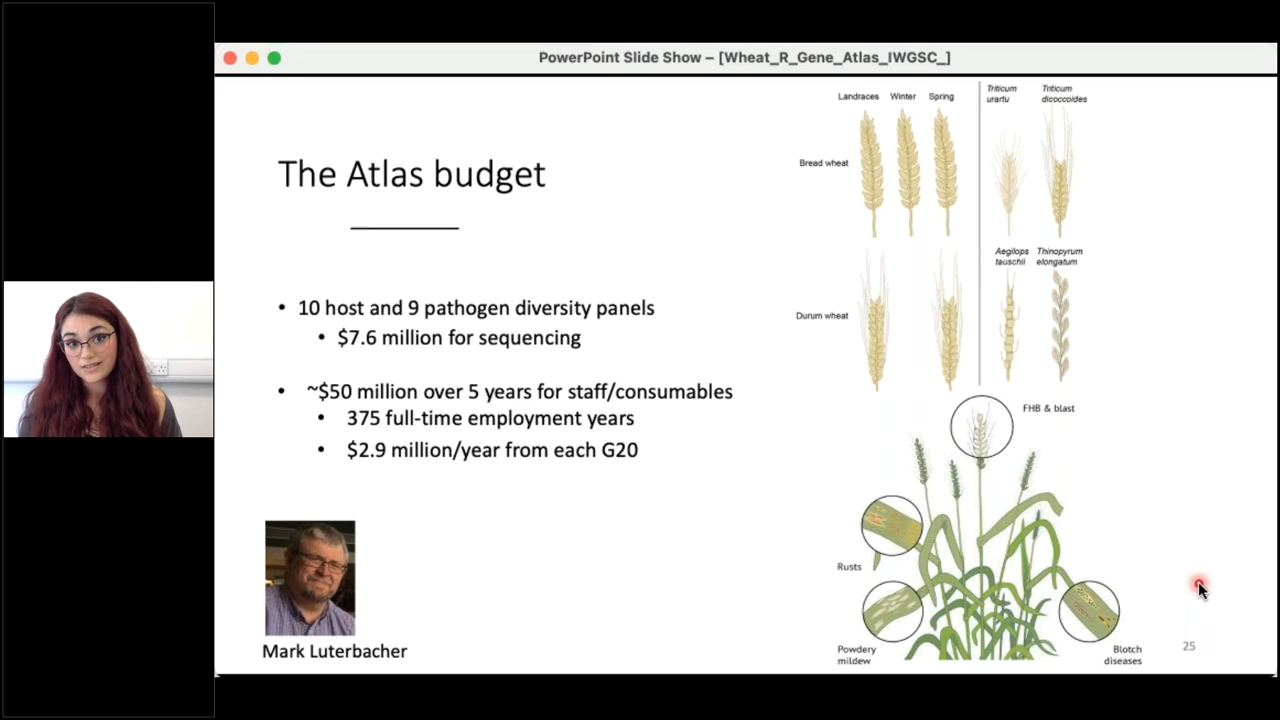 PowerPoint Slide Show – [Wheat_R_Gene_Atlas_IWGSC_]
The Atlas budget
• 10 host and 9 pathogen diversity panels
• $7.6 million for sequencing
• ~$50 million over 5 years for staff/consumables
• 375 full-time employment years
• $2.9 million/year from each G20
Mark Luterbacher
Landraces Winter Spring
Triticum
urartu
Triticum
dicoccoides
Bread wheat
Aegilops
tauschii
Thinopyrum
elongatum
Durum wheat
FHB & blast
Rusts
Powdery
mildew
Blotch
diseases
25